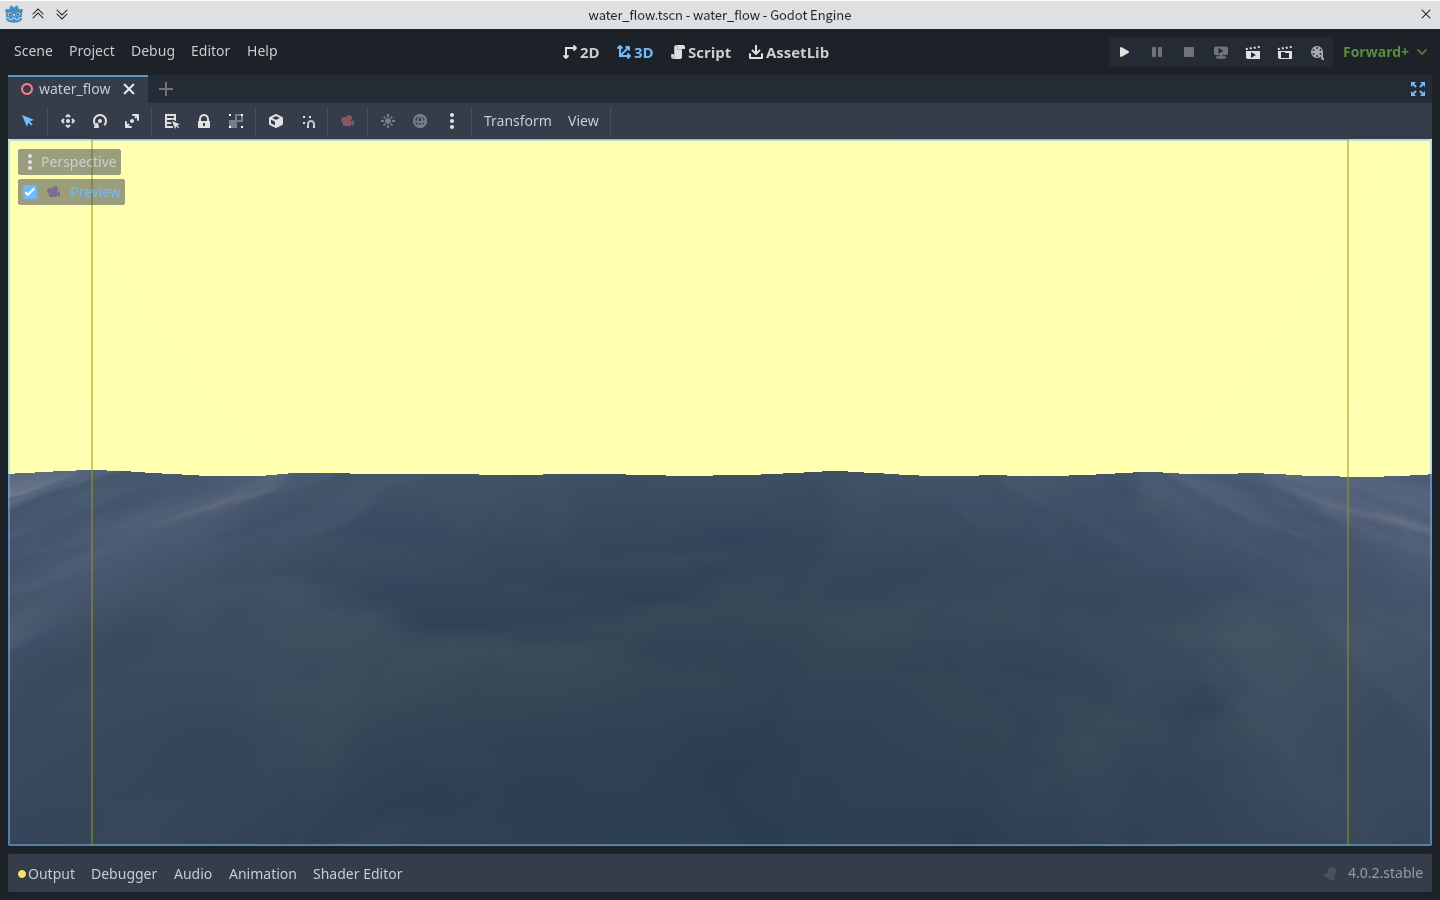 water_flow.tscn - water_flow - Godot Engine
Scene Project Debug Editor Help 2D 3D Script AssetLib Forward+
water_flow
Transform View
Perspective
Preview
Output Debugger Audio Animation Shader Editor 4.0.2.stable